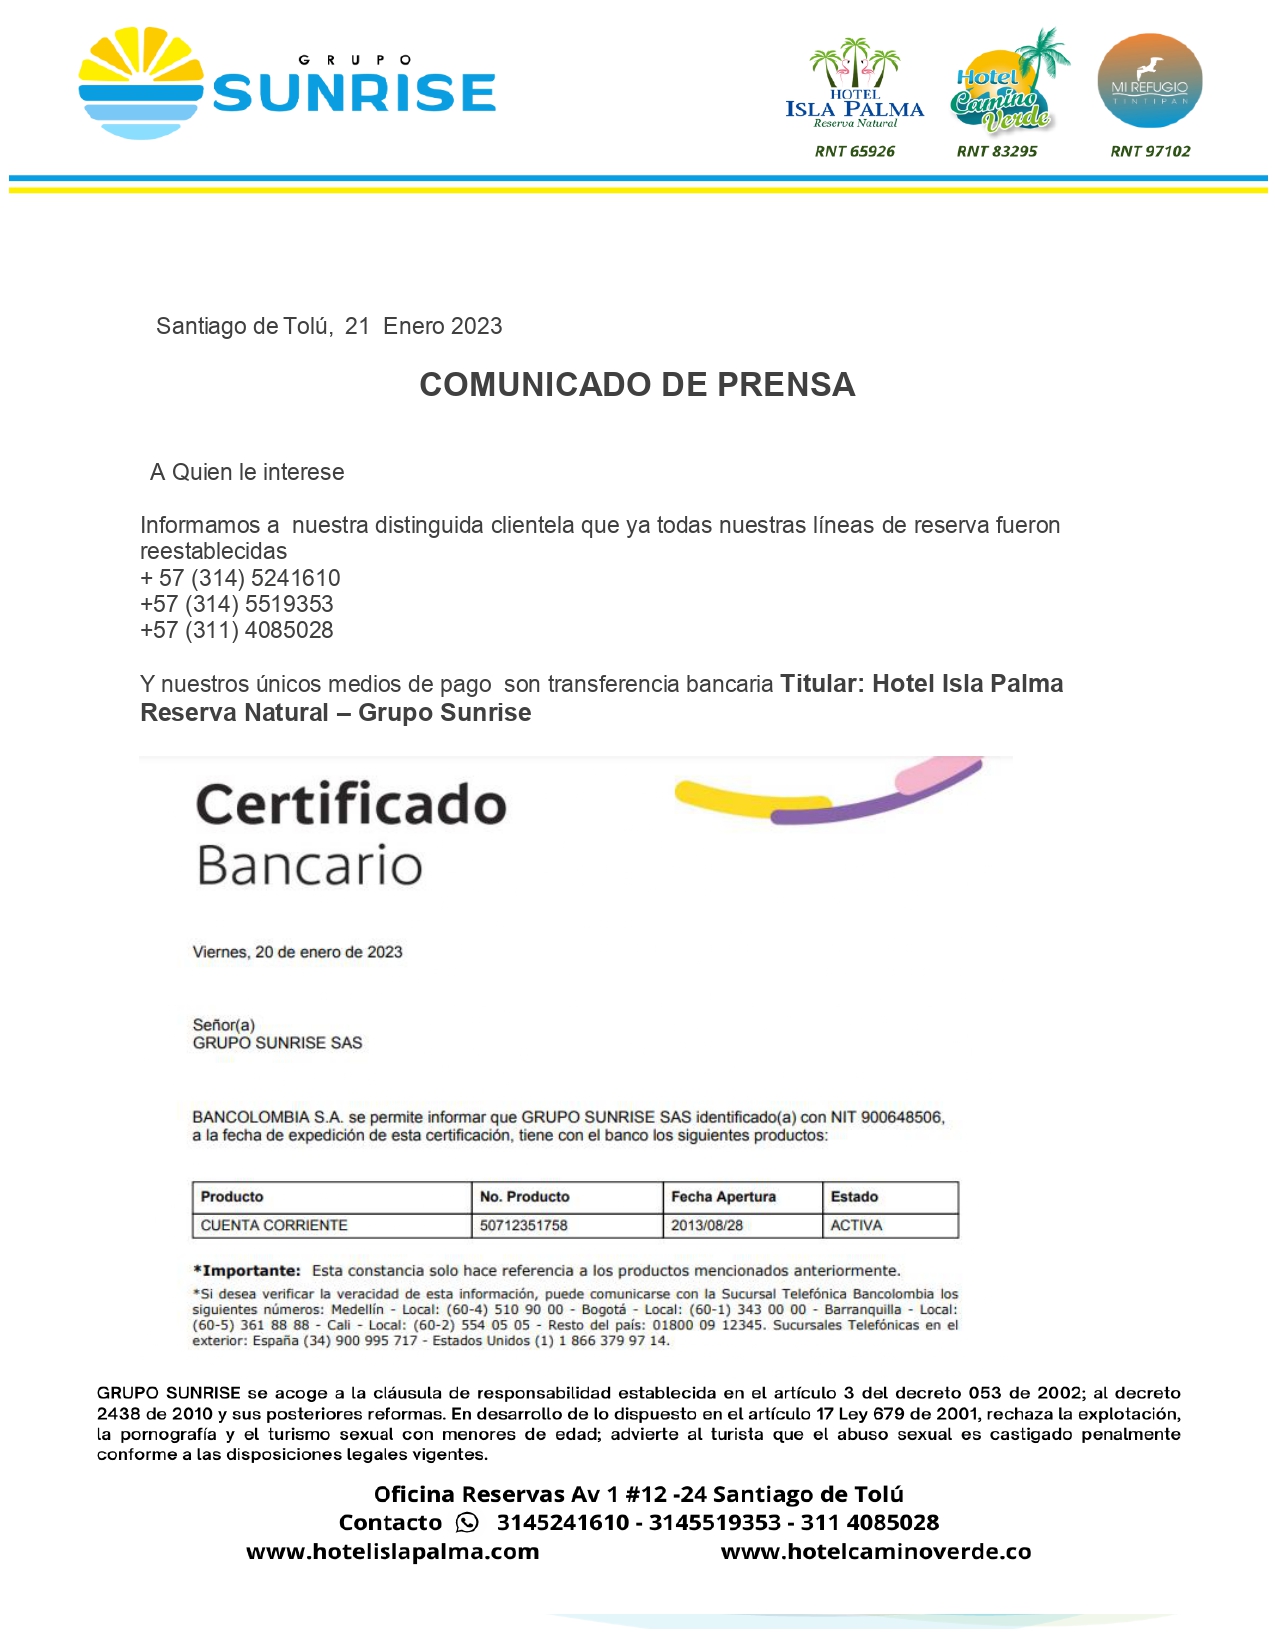 GRUPO
SUNRISE
HOTEL
ISLA PALMA
Reserva Natural
RNT 65926
Hotel
Camino
Verde
RNT 83295
MI REFUGIO
TINTIPAN
RNT 97102
Santiago de Tolú, 21 Enero 2023
COMUNICADO DE PRENSA
A Quien le interese
Informamos a nuestra distinguida clientela que ya todas nuestras líneas de reserva fueron
reestablecidas
+ 57 (314) 5241610
+57 (314) 5519353
+57 (311) 4085028
Y nuestros únicos medios de pago son transferencia bancaria Titular: Hotel Isla Palma
Reserva Natural – Grupo Sunrise
Certificado
Bancario
Viernes, 20 de enero de 2023
Señor(a)
GRUPO SUNRISE SAS
BANCOLOMBIA S.A. se permite informar que GRUPO SUNRISE SAS identificado(a) con NIT 900648506,
a la fecha de expedición de esta certificación, tiene con el banco los siguientes productos:
Producto No. Producto Fecha Apertura Estado
CUENTA CORRIENTE 50712351758 2013/08/28 ACTIVA
*Importante: Esta constancia solo hace referencia a los productos mencionados anteriormente.
*Si desea verificar la veracidad de esta información, puede comunicarse con la Sucursal Telefónica Bancolombia los
siguientes números: Medellín - Local: (60-4) 510 90 00 - Bogotá - Local: (60-1) 343 00 00 - Barranquilla - Local:
(60-5) 361 88 88 - Cali - Local: (60-2) 554 05 05 - Resto del país: 01800 09 12345. Sucursales Telefónicas en el
exterior: España (34) 900 995 717 - Estados Unidos (1) 1 866 379 97 14.
GRUPO SUNRISE se acoge a la cláusula de responsabilidad establecida en el artículo 3 del decreto 053 de 2002; al decreto
2438 de 2010 y sus posteriores reformas. En desarrollo de lo dispuesto en el artículo 17 Ley 679 de 2001, rechaza la explotación,
la pornografía y el turismo sexual con menores de edad; advierte al turista que el abuso sexual es castigado penalmente
conforme a las disposiciones legales vigentes.
Oficina Reservas Av 1 #12 -24 Santiago de Tolú
Contacto 3145241610 - 3145519353 - 311 4085028
www.hotelislapalma.com www.hotelcaminoverde.co